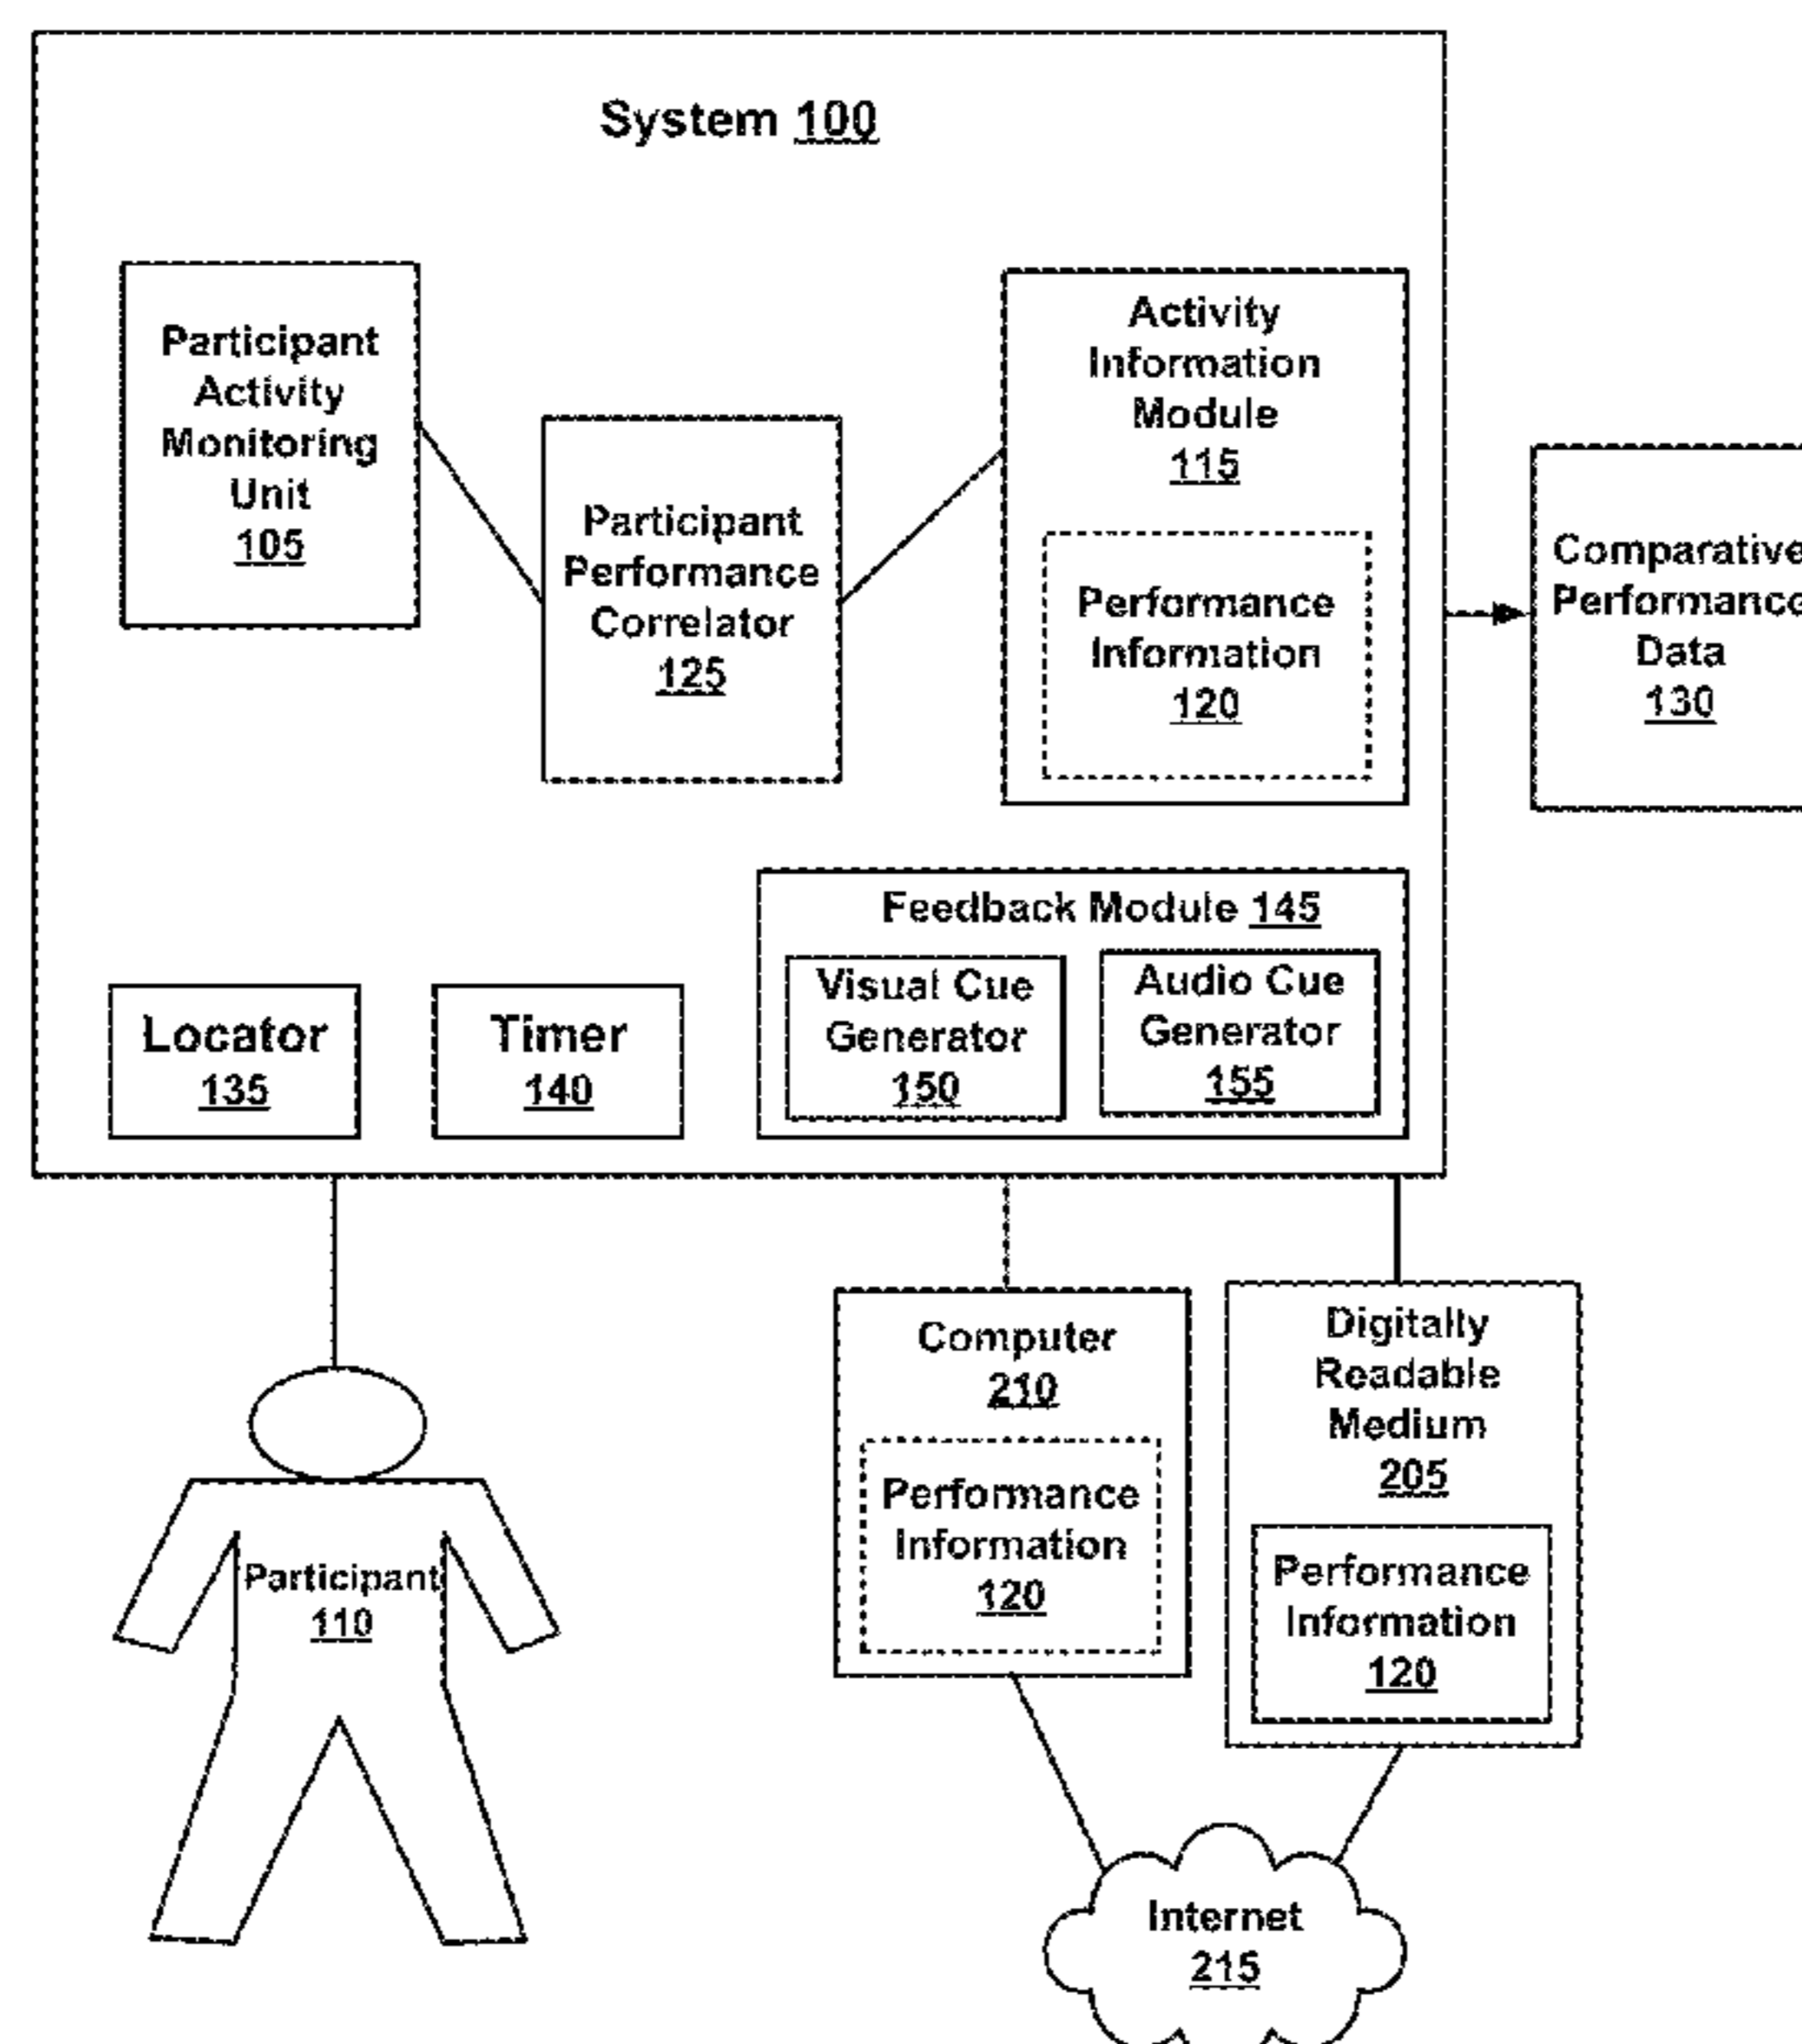 System 100
Participant
Activity
Monitoring
Unit
105
Participant
Performance
Correlator
125
Activity
Information
Module
115
Performance
Information
120
Comparative
Performance
Data
130
Feedback Module 145
Visual Cue
Generator
150
Audio Cue
Generator
155
Locator
135
Timer
140
Participant
110
Computer
210
Performance
Information
120
Digitally
Readable
Medium
205
Performance
Information
120
Internet
215